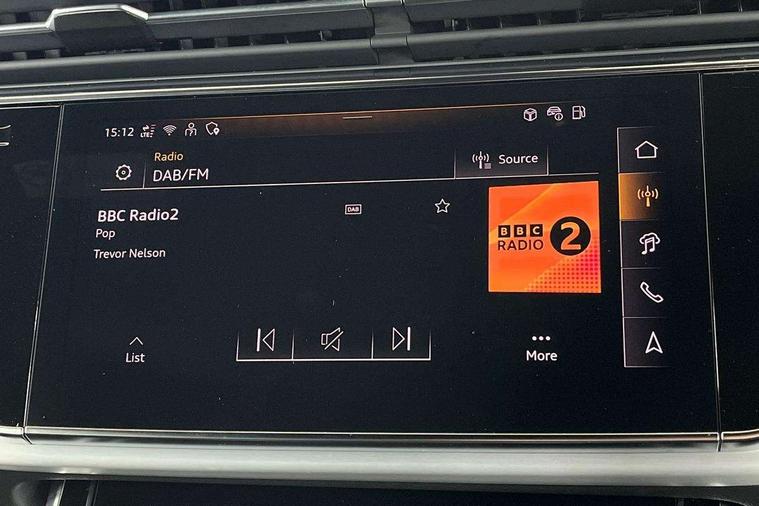 15:12 LTE
Radio
DAB/FM
Source
BBC Radio2
DAB
Pop
Trevor Nelson
BBC
RADIO 2
List
More